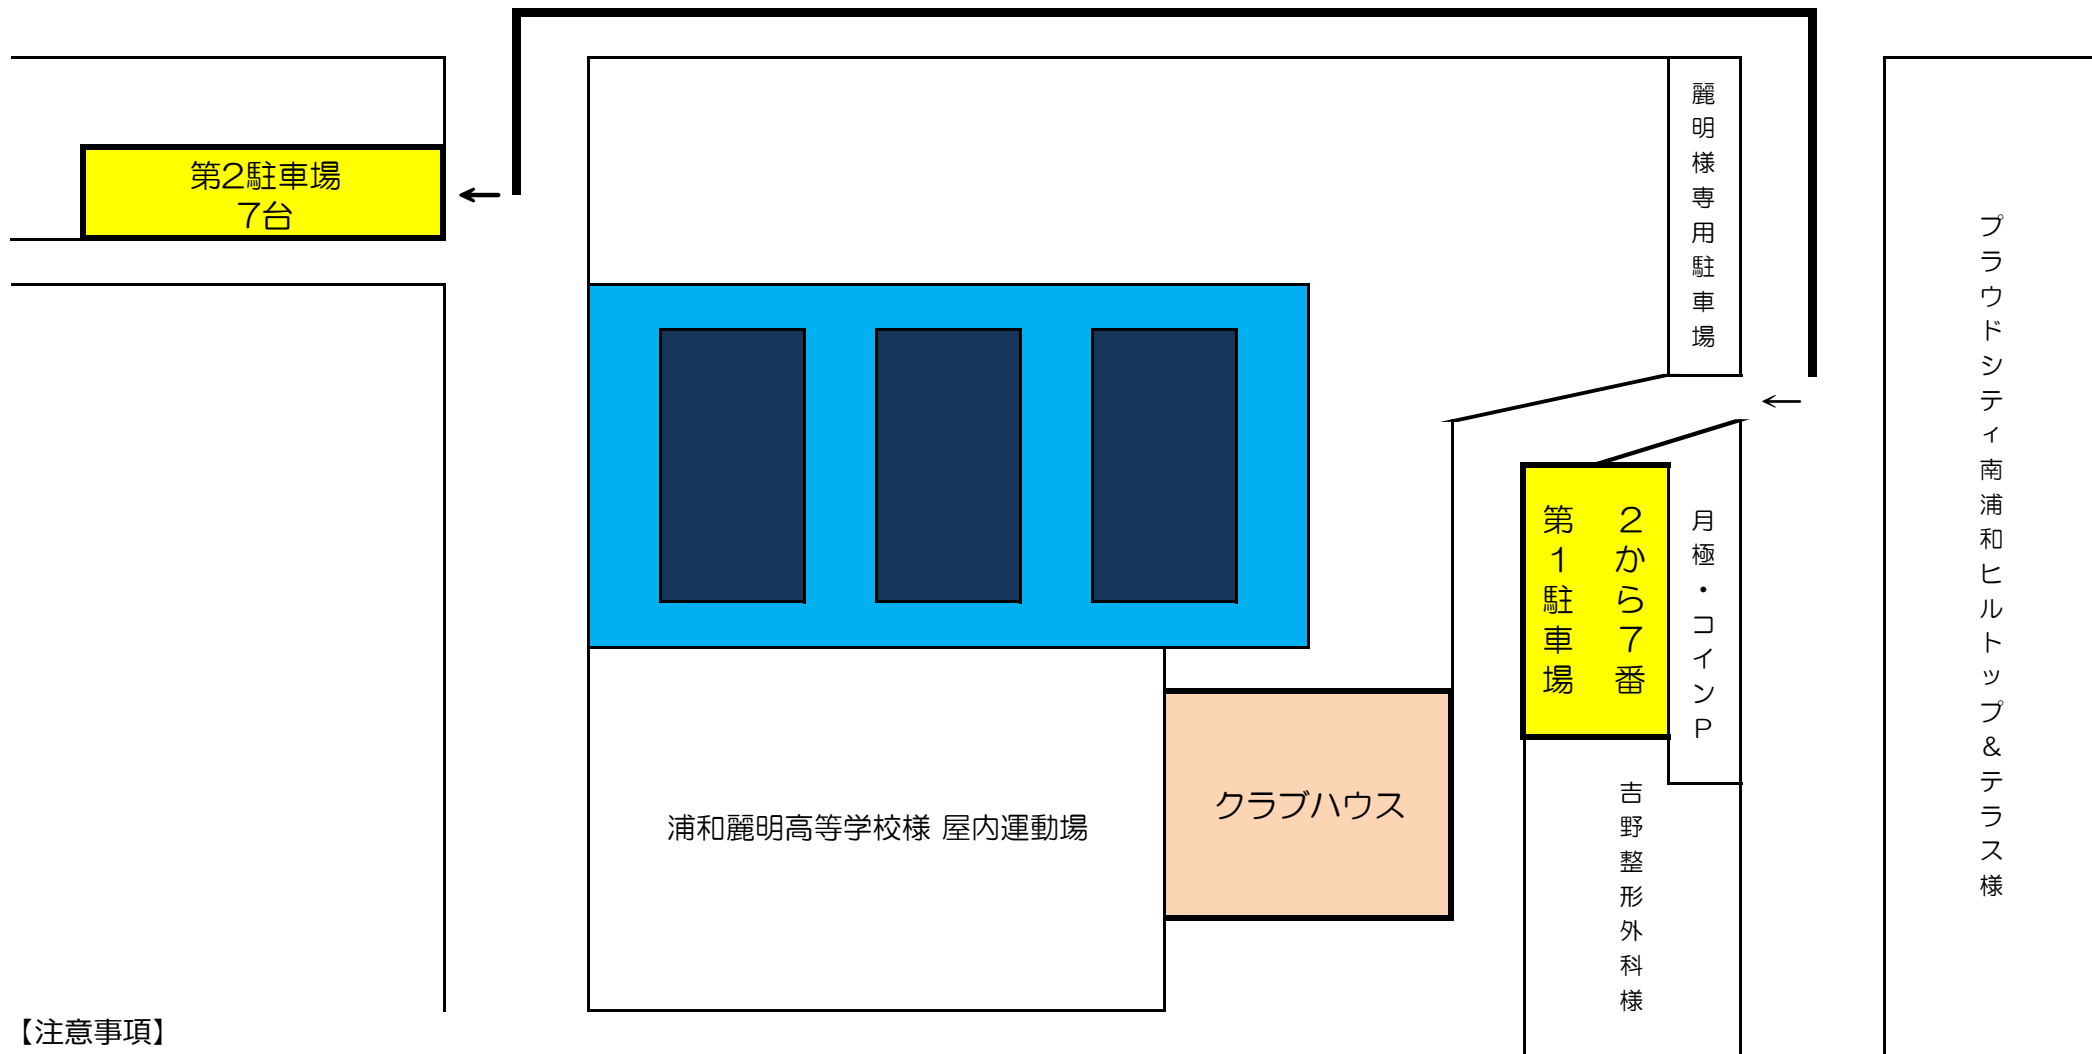 麗明様専用駐車場
第2駐車場
7台
プラウドシティ南浦和ヒルトップ&テラス様
2から7番
第1駐車場
月極・コインP
クラブハウス
浦和麗明高等学校様 屋内運動場
吉野整形外科様
【注意事項】